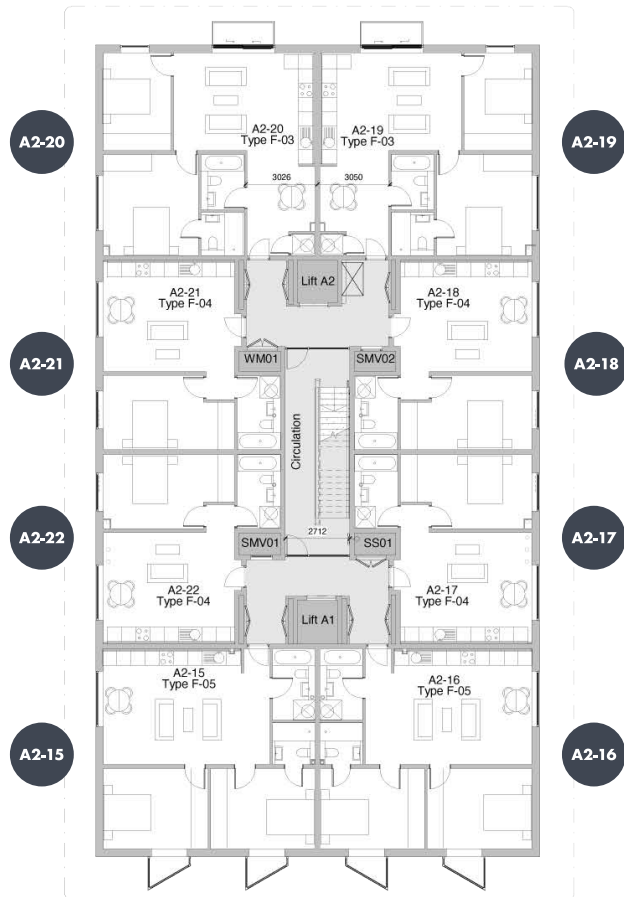 A2-20
A2-19
A2-20
Type F-03
A2-19
Type F-03
3026
3050
Lift A2
A2-21
Type F-04
A2-18
Type F-04
A2-21
WM01
SMV02
A2-18
Circulation
A2-22
2712
A2-17
SMV01
SS01
A2-22
Type F-04
A2-17
Type F-04
Lift A1
A2-15
Type F-05
A2-16
Type F-05
A2-15
A2-16